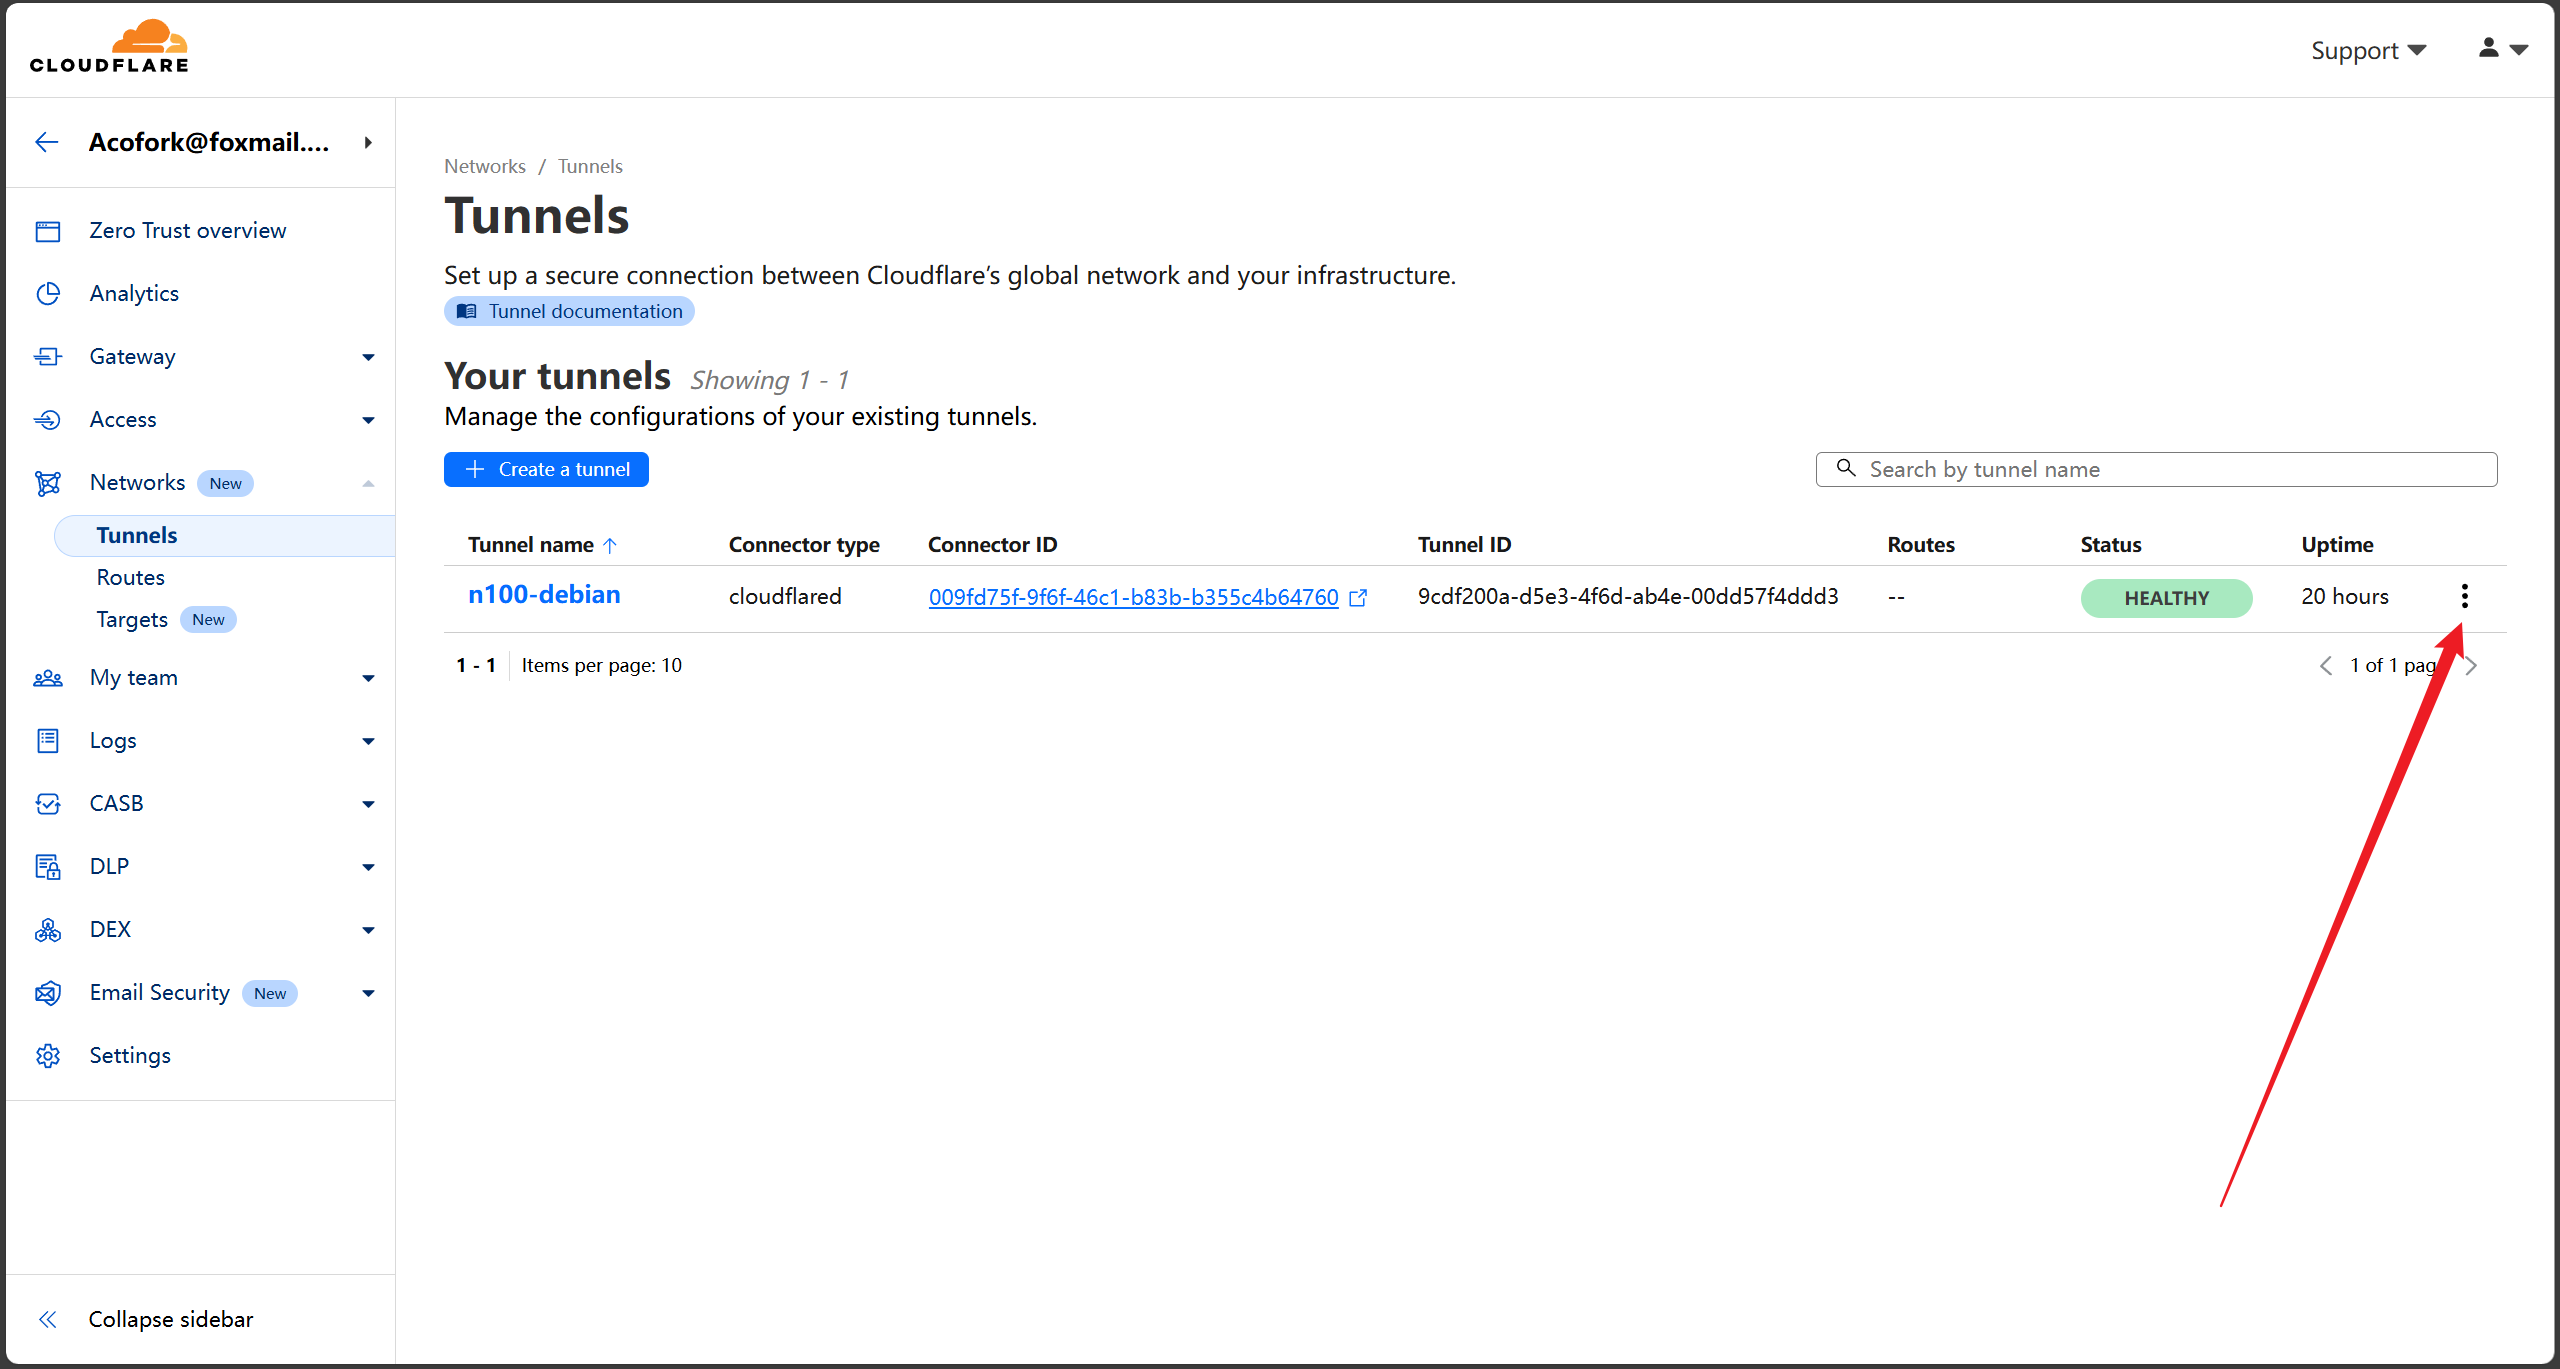 CLOUDFLARE
Support
Acofork@foxmail....
Zero Trust overview
Analytics
Gateway
Access
Networks New
Tunnels
Routes
Targets New
My team
Logs
CASB
DLP
DEX
Email Security New
Settings
Collapse sidebar
Networks / Tunnels
Tunnels
Set up a secure connection between Cloudflare’s global network and your infrastructure.
Tunnel documentation
Your tunnels Showing 1 - 1
Manage the configurations of your existing tunnels.
Create a tunnel
Search by tunnel name
Tunnel name Connector type Connector ID Tunnel ID Routes Status Uptime
n100-debian cloudflared 009fd75f-9f6f-46c1-b83b-b355c4b64760 9cdf200a-d5e3-4f6d-ab4e-00dd57f4ddd3 -- HEALTHY 20 hours
1 - 1 Items per page: 10 1 of 1 pag